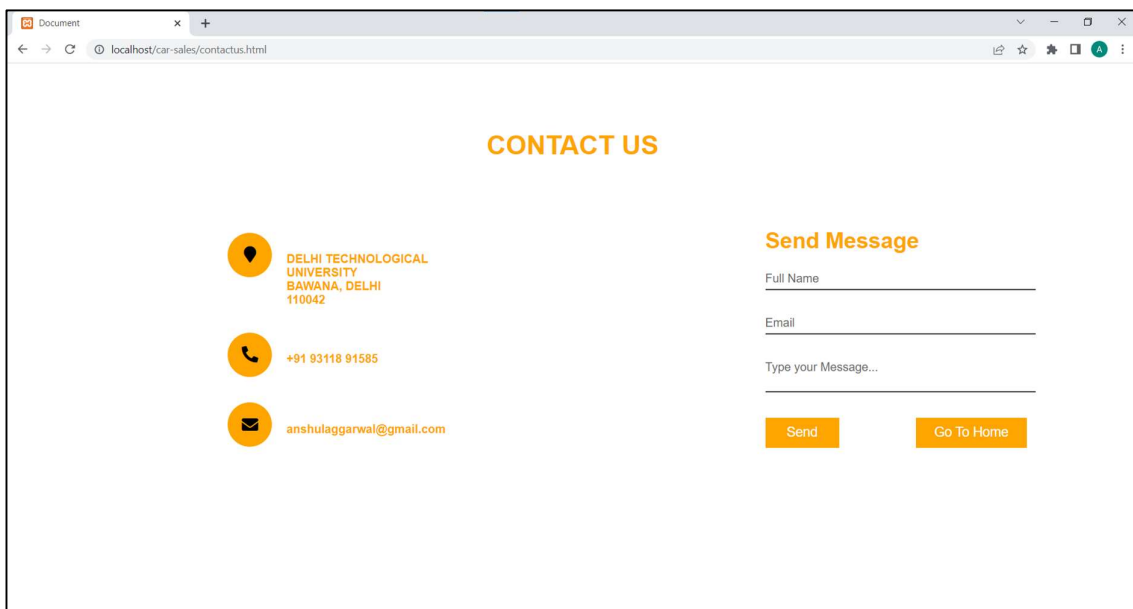 Document
localhost/car-sales/contactus.html
A
CONTACT US
DELHI TECHNOLOGICAL
UNIVERSITY
BAWANA, DELHI
110042
+91 93118 91585
anshulaggarwal@gmail.com
Send Message
Full Name
Email
Type your Message...
Send
Go To Home